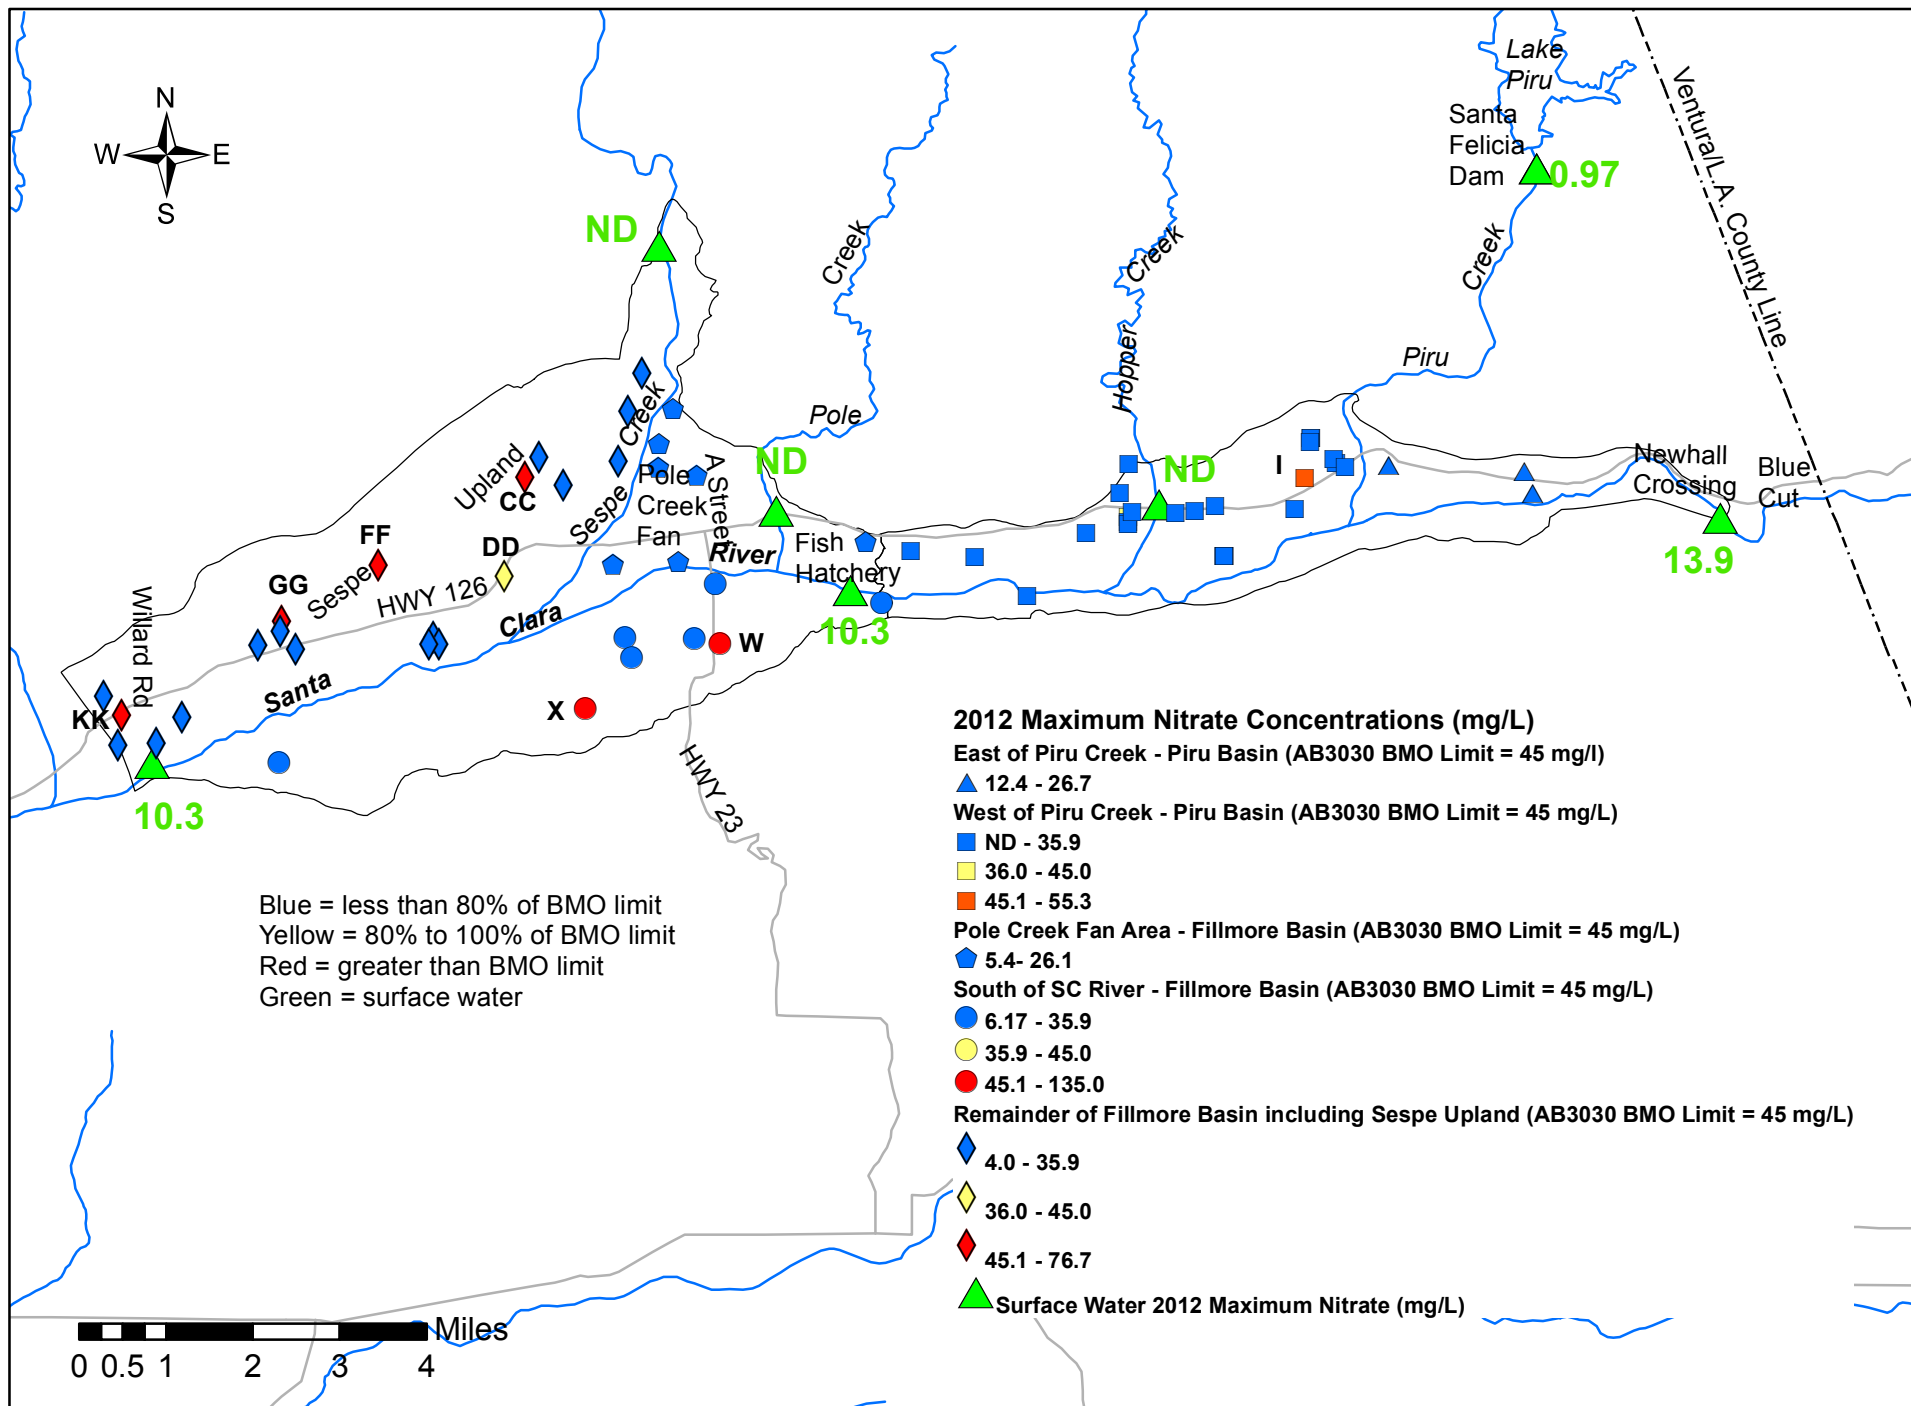 N
W E
S
Lake
Piru
Santa
Felicia
Dam
0.97
Ventura/L.A. County Line
ND
Creek
Creek
Creek
Hopper
Piru
Pole
ND
ND
Newhall
Crossing
Blue
Cut
13.9
I
Creek
Sespe
Upland
CC
Pole
Creek
Fan
A Street
FF
DD
GG
Sespe
HWY 126
River
Fish
Hatchery
10.3
Clara
Santa
Willard Rd
KK
W
X
10.3
HWY 23
2012 Maximum Nitrate Concentrations (mg/L)
East of Piru Creek - Piru Basin (AB3030 BMO Limit = 45 mg/l)
12.4 - 26.7
West of Piru Creek - Piru Basin (AB3030 BMO Limit = 45 mg/L)
ND - 35.9
36.0 - 45.0
45.1 - 55.3
Pole Creek Fan Area - Fillmore Basin (AB3030 BMO Limit = 45 mg/L)
5.4- 26.1
South of SC River - Fillmore Basin (AB3030 BMO Limit = 45 mg/L)
6.17 - 35.9
35.9 - 45.0
45.1 - 135.0
Remainder of Fillmore Basin including Sespe Upland (AB3030 BMO Limit = 45 mg/L)
4.0 - 35.9
36.0 - 45.0
45.1 - 76.7
Surface Water 2012 Maximum Nitrate (mg/L)
Blue = less than 80% of BMO limit
Yellow = 80% to 100% of BMO limit
Red = greater than BMO limit
Green = surface water
Miles
0 0.5 1 2 3 4